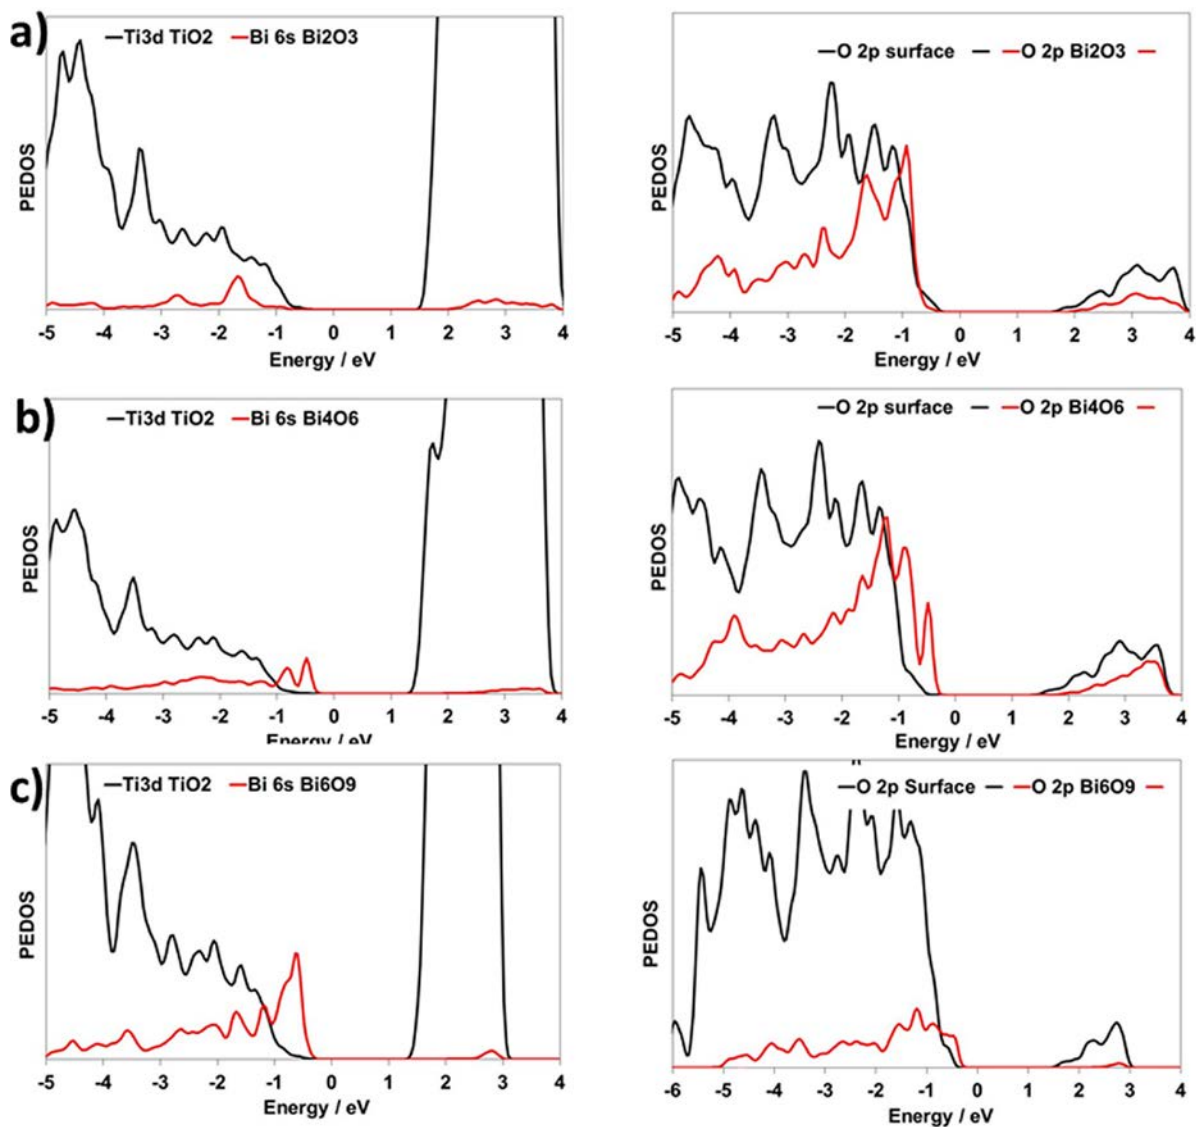 a)
Ti3d TiO2 Bi 6s Bi2O3
PEDOS
-5 -4 -3 -2 -1 0 1 2 3 4
Energy / eV
O 2p surface O 2p Bi2O3
PEDOS
-5 -4 -3 -2 -1 0 1 2 3 4
Energy / eV
b)
Ti3d TiO2 Bi 6s Bi4O6
PEDOS
-5 -4 -3 -2 -1 0 1 2 3 4
Energy / eV
O 2p surface O 2p Bi4O6
PEDOS
-5 -4 -3 -2 -1 0 1 2 3 4
Energy / eV
c)
Ti3d TiO2 Bi 6s Bi6O9
PEDOS
-5 -4 -3 -2 -1 0 1 2 3 4
Energy / eV
O 2p Surface O 2p Bi6O9
PEDOS
-6 -5 -4 -3 -2 -1 0 1 2 3 4
Energy / eV